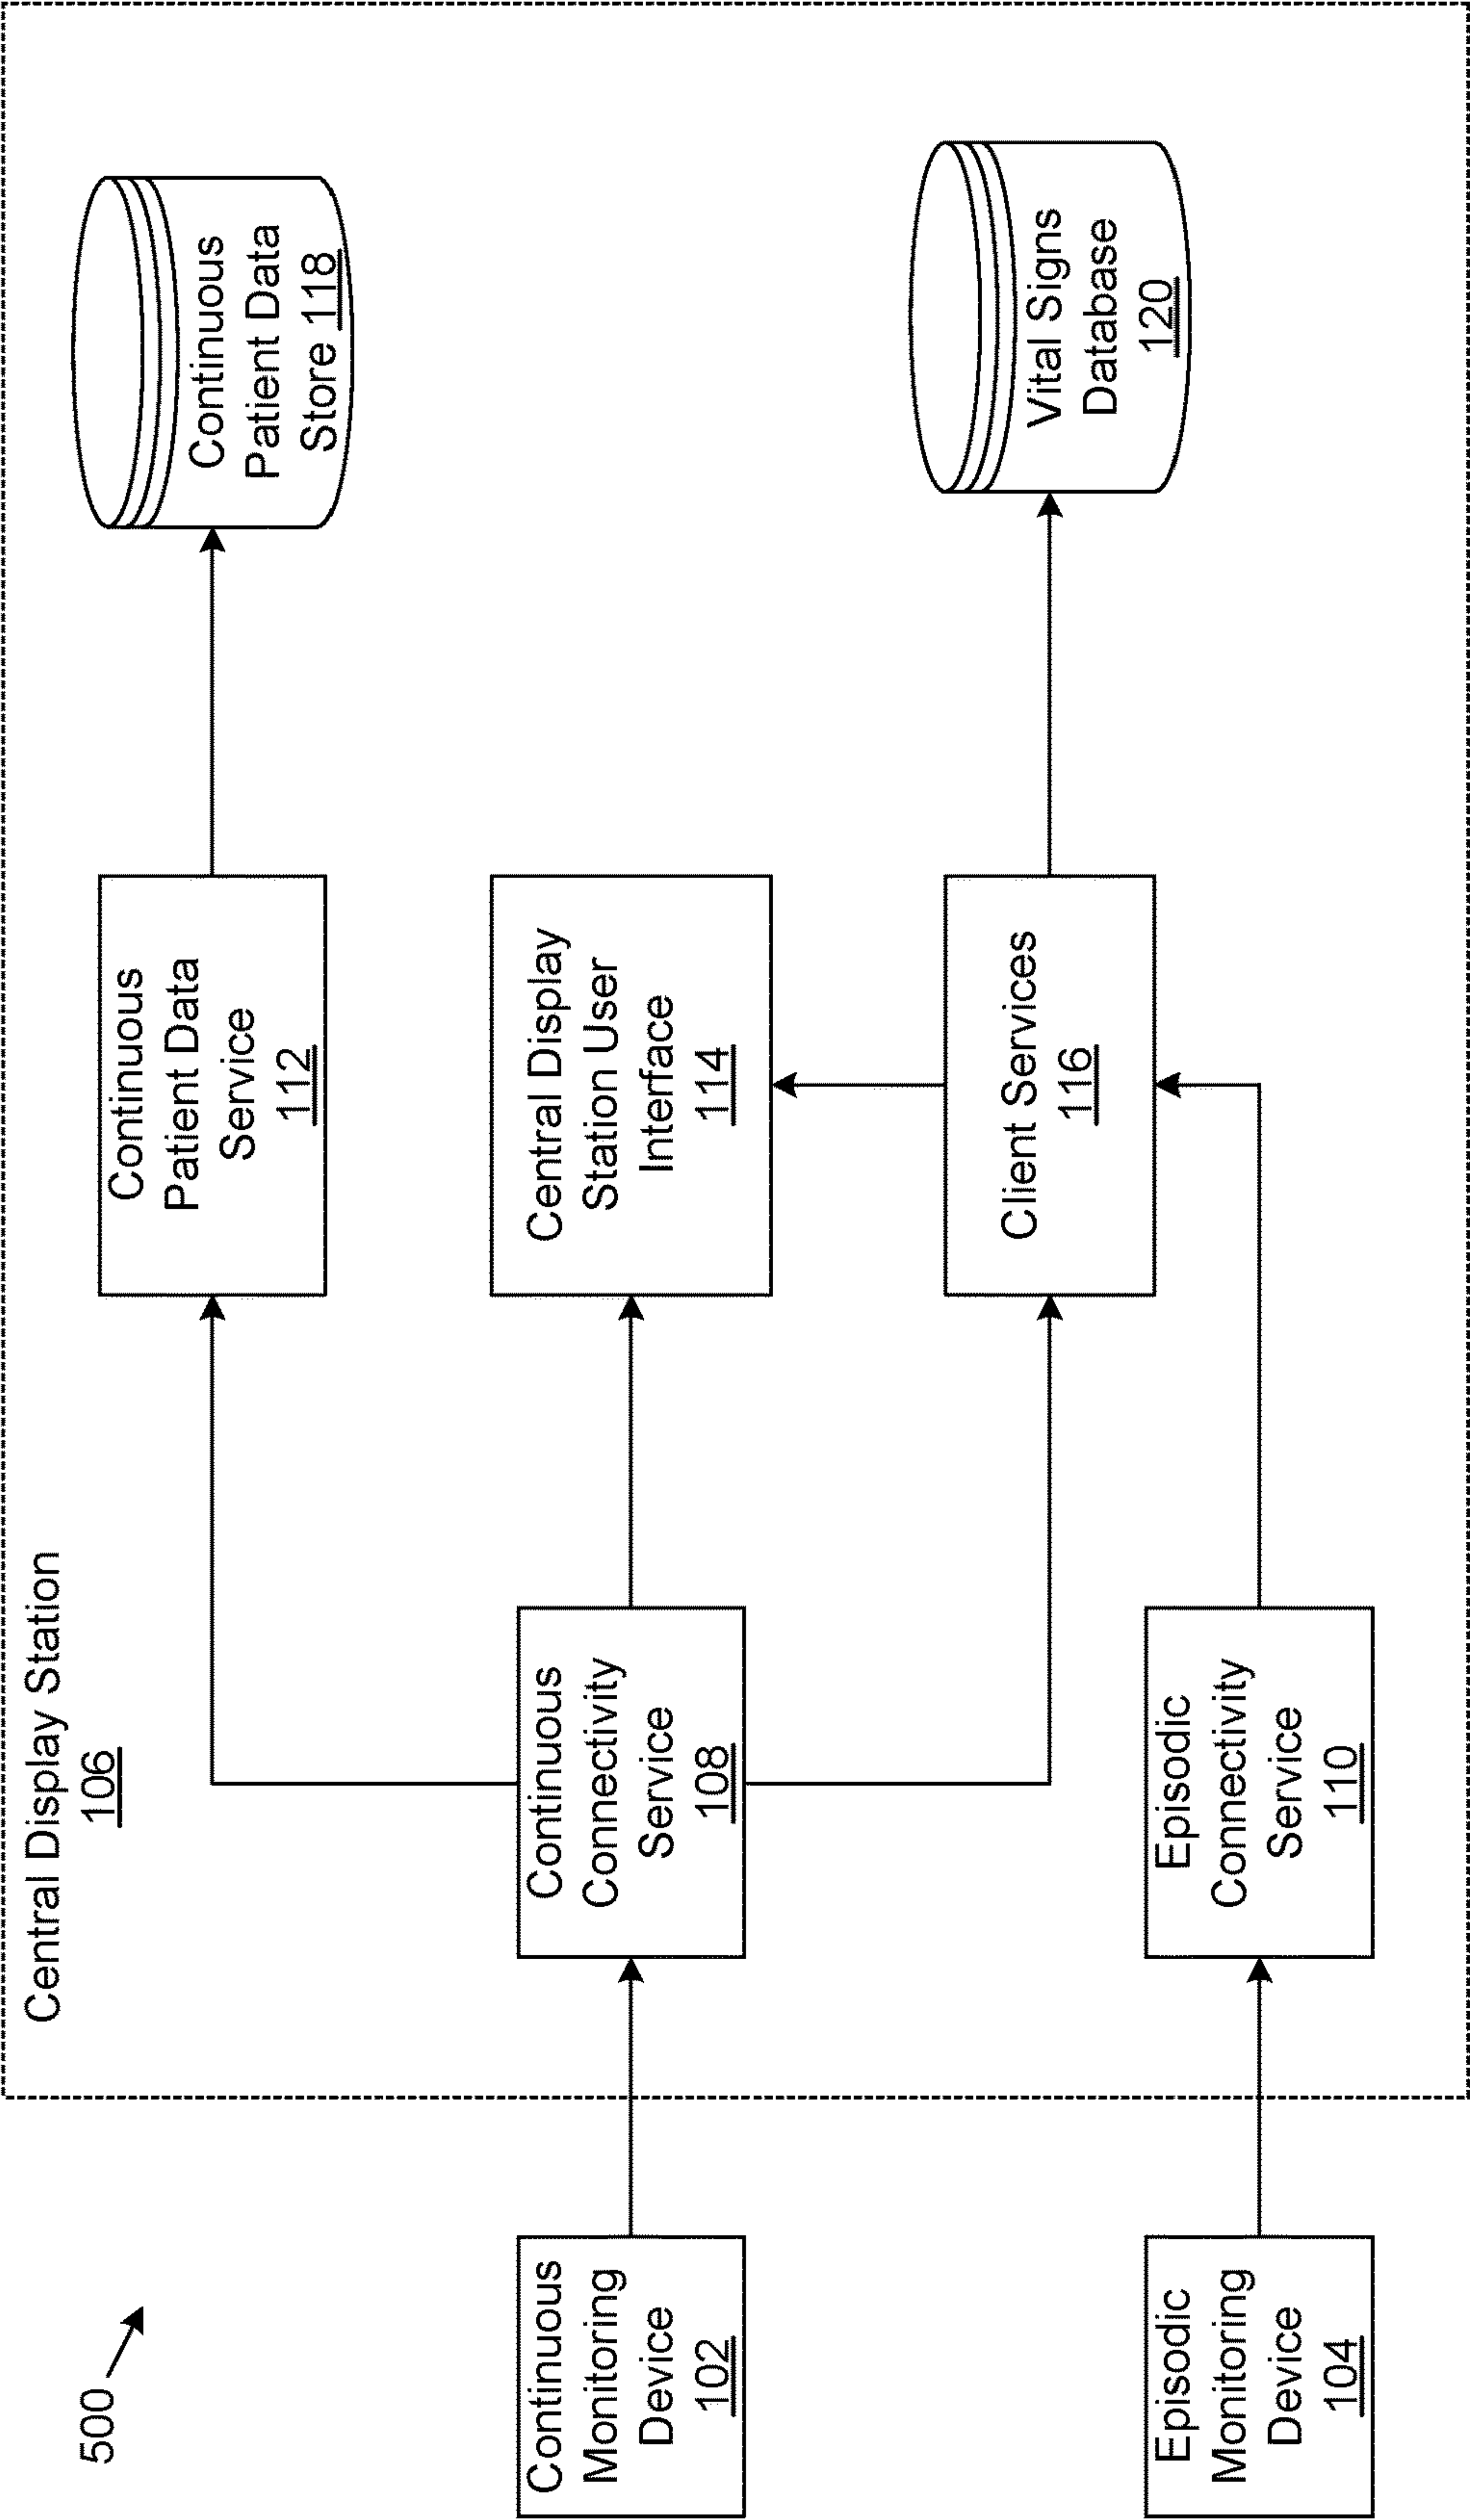 500
Central Display Station
106
Continuous
Monitoring
Device
102
Episodic
Monitoring
Device
104
Continuous
Connectivity
Service
108
Episodic
Connectivity
Service
110
Continuous
Patient Data
Service
112
Central Display
Station User
Interface
114
Client Services
116
Continuous
Patient Data
Store 118
Vital Signs
Database
120